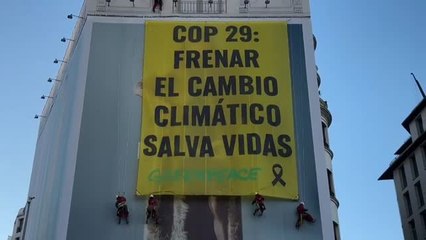 COP 29:
FRENAR
EL CAMBIO
CLIMÁTICO
SALVA VIDAS
GREENPEACE